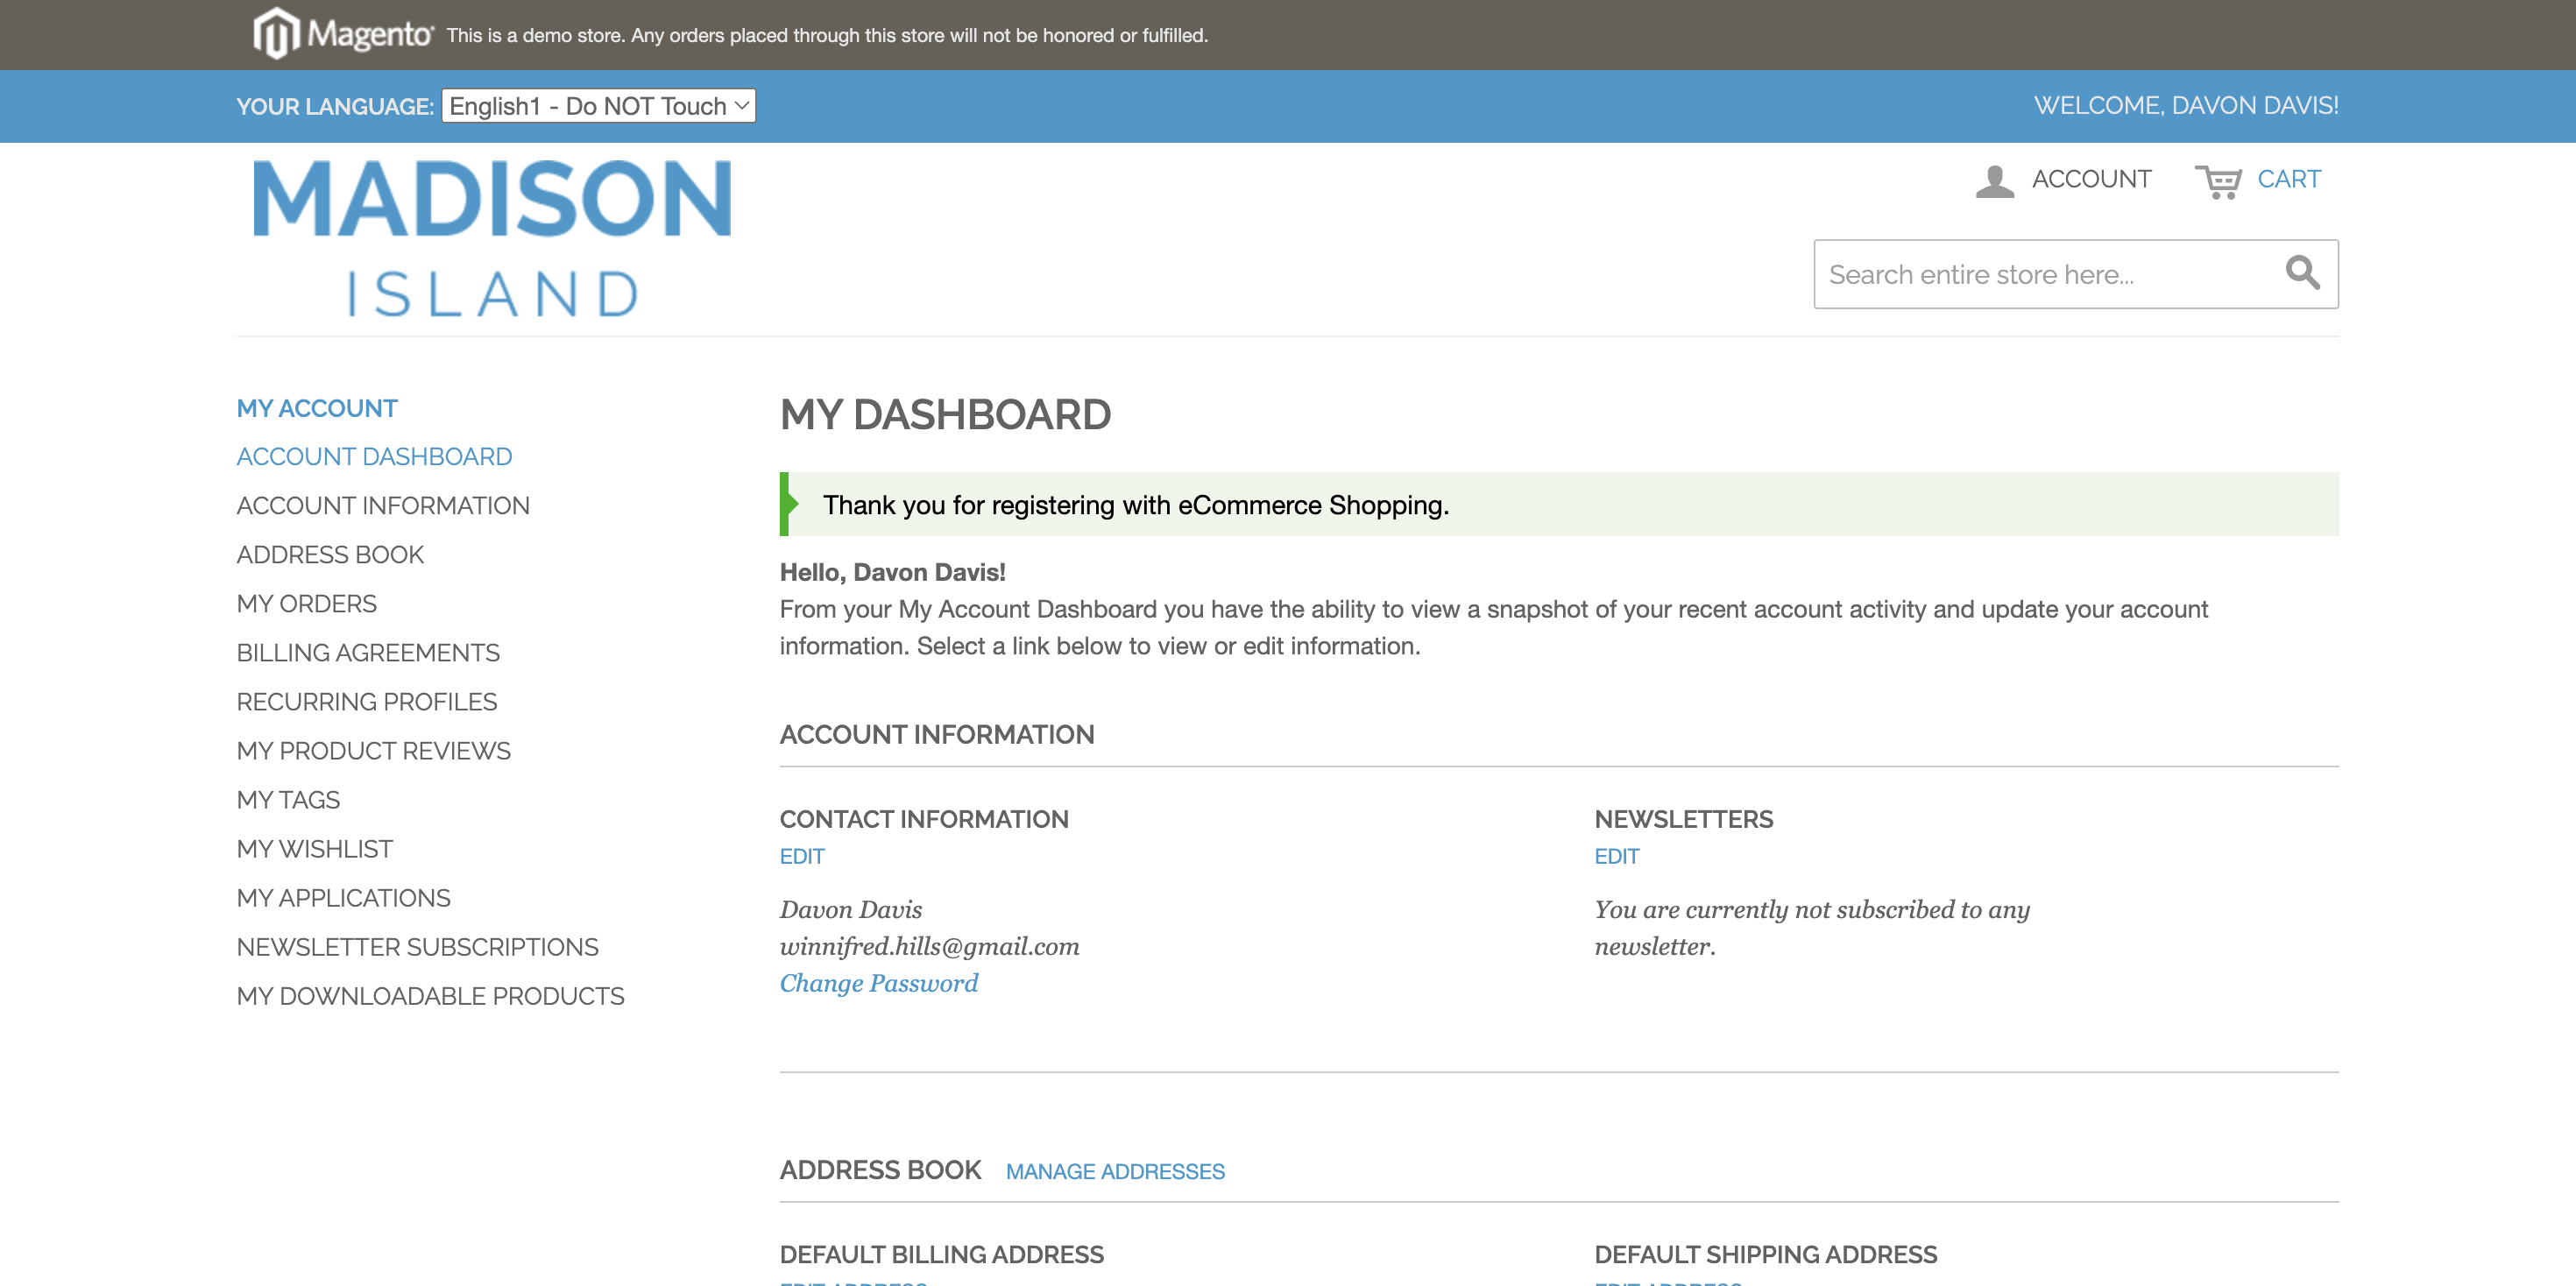 Magento® This is a demo store. Any orders placed through this store will not be honored or fulfilled.
YOUR LANGUAGE: English1 - Do NOT Touch
WELCOME, DAVON DAVIS!
MADISON
ISLAND
ACCOUNT
CART
Search entire store here...
MY ACCOUNT
ACCOUNT DASHBOARD
ACCOUNT INFORMATION
ADDRESS BOOK
MY ORDERS
BILLING AGREEMENTS
RECURRING PROFILES
MY PRODUCT REVIEWS
MY TAGS
MY WISHLIST
MY APPLICATIONS
NEWSLETTER SUBSCRIPTIONS
MY DOWNLOADABLE PRODUCTS
MY DASHBOARD
Thank you for registering with eCommerce Shopping.
Hello, Davon Davis!
From your My Account Dashboard you have the ability to view a snapshot of your recent account activity and update your account
information. Select a link below to view or edit information.
ACCOUNT INFORMATION
CONTACT INFORMATION
EDIT
Davon Davis
winnifred.hills@gmail.com
Change Password
NEWSLETTERS
EDIT
You are currently not subscribed to any
newsletter.
ADDRESS BOOK MANAGE ADDRESSES
DEFAULT BILLING ADDRESS
EDIT ADDRESS
DEFAULT SHIPPING ADDRESS
EDIT ADDRESS